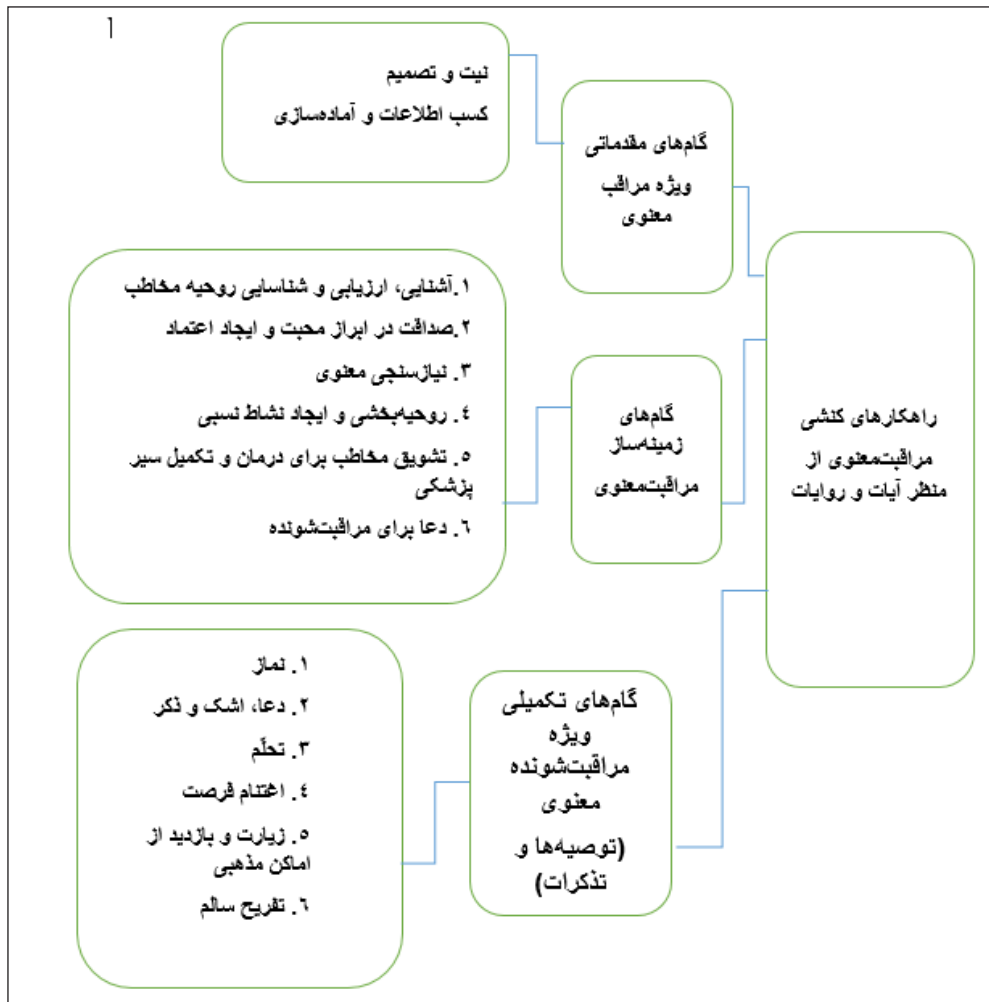 1
راهکارهای کنشی
مراقبت‌معنوی از
منظر آیات و روایات
گام‌های مقدماتی
ویژه مراقب
معنوی
نیت و تصمیم
کسب اطلاعات و آماده‌سازی
گام‌های
زمینه‌ساز
مراقبت‌معنوی
۱.آشنایی، ارزیابی و شناسایی روحیه مخاطب
۲.صداقت در ابراز محبت و ایجاد اعتماد
۳. نیازسنجی معنوی
٤. روحیه‌بخشی و ایجاد نشاط نسبی
٥. تشویق مخاطب برای درمان و تکمیل سیر
پزشکی
٦. دعا برای مراقبت‌شونده
گام‌های تکمیلی
ویژه
مراقبت‌شونده
معنوی
(توصیه‌ها و
تذکرات)
۱. نماز
۲. دعا، اشک و ذکر
۳. تحلّم
٤. اغتنام فرصت
٥. زیارت و بازدید از
اماکن مذهبی
٦. تفریح سالم